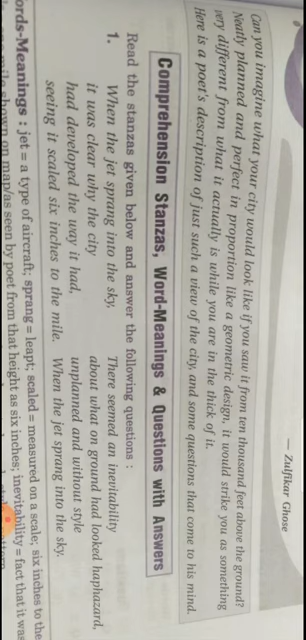 — Zulfikar Ghose
Can you imagine what your city would look like if you saw it from ten thousand feet above the ground?
Neatly planned and perfect in proportion like a geometric design, it would strike you as something
very different from what it actually is while you are in the thick of it.
Here is a poet's description of just such a view of the city, and some questions that come to his mind.
Comprehension Stanzas, Word-Meanings & Questions with Answers
Read the stanzas given below and answer the following questions :
1. When the jet sprang into the sky,
it was clear why the city
had developed the way it had,
seeing it scaled six inches to the mile.
There seemed an inevitability
about what on ground had looked haphazard,
unplanned and without style
When the jet sprang into the sky.
ords-Meanings : jet = a type of aircraft; sprang = leapt; scaled = measured on a scale; six inches to the
mile shown on map/as seen by poet from that height as six inches; inevitability = fact that it was